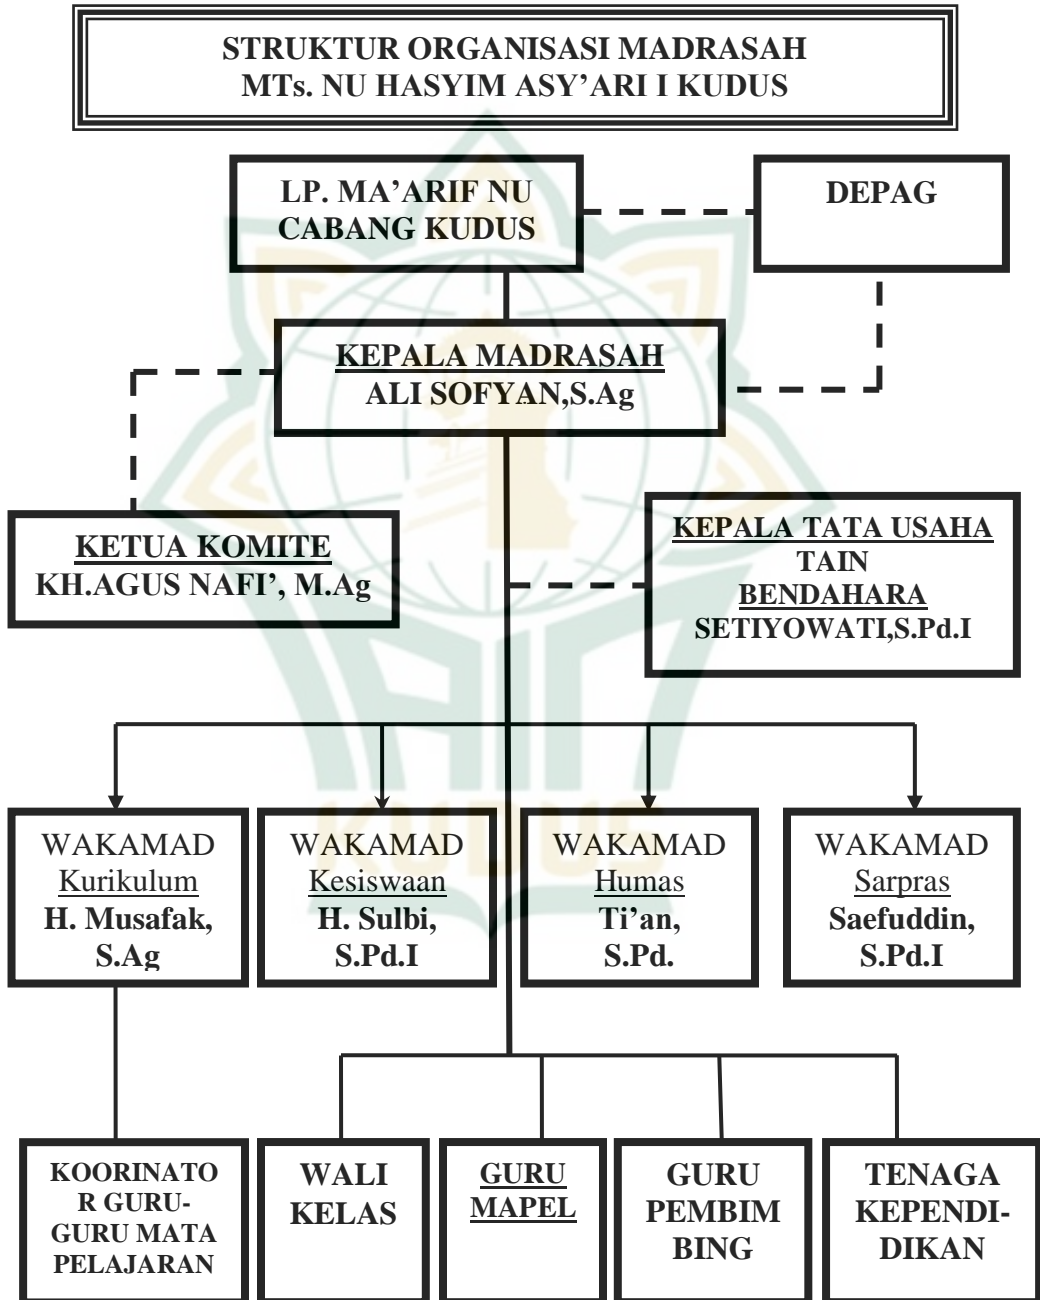 STRUKTUR ORGANISASI MADRASAH
MTs. NU HASYIM ASY’ARI I KUDUS
LP. MA’ARIF NU
CABANG KUDUS
DEPAG
KEPALA MADRASAH
ALI SOFYAN,S.Ag
KETUA KOMITE
KH.AGUS NAFI’, M.Ag
KEPALA TATA USAHA
TAIN
BENDAHARA
SETIYOWATI,S.Pd.I
WAKAMAD
Kurikulum
H. Musafak,
S.Ag
WAKAMAD
Kesiswaan
H. Sulbi,
S.Pd.I
WAKAMAD
Humas
Ti’an,
S.Pd.
WAKAMAD
Sarpras
Saefuddin,
S.Pd.I
KUDUS
KOORINATO
R GURU-
GURU MATA
PELAJARAN
WALI
KELAS
GURU
MAPEL
GURU
PEMBIM
BING
TENAGA
KEPENDI-
DIKAN